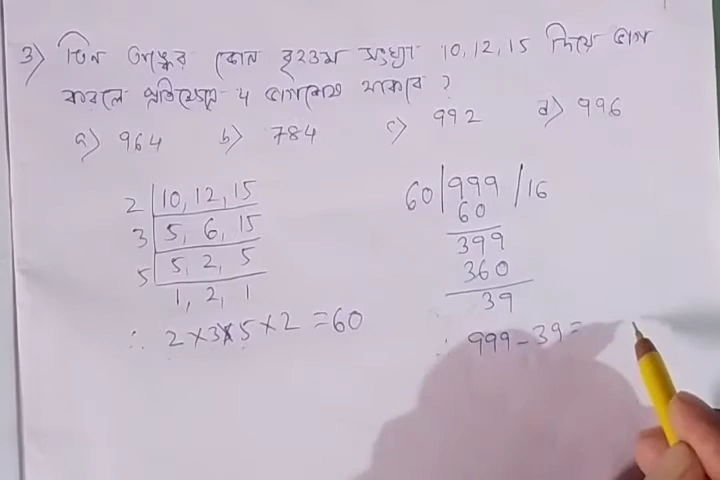 3) তিন অঙ্কের কোন বৃহত্তম সংখ্যা 10, 12, 15 দিয়ে ভাগ
করলে প্রতিক্ষেত্রে 4 ভাগশেষ থাকবে ?
a) 964 b) 784 c) 992 d) 996
2 10, 12, 15
3 5, 6, 15
5 5, 2, 5
1, 2, 1
∴ 2×3×5×2 = 60
60 999 16
60
399
360
39
∴ 999 - 39 =